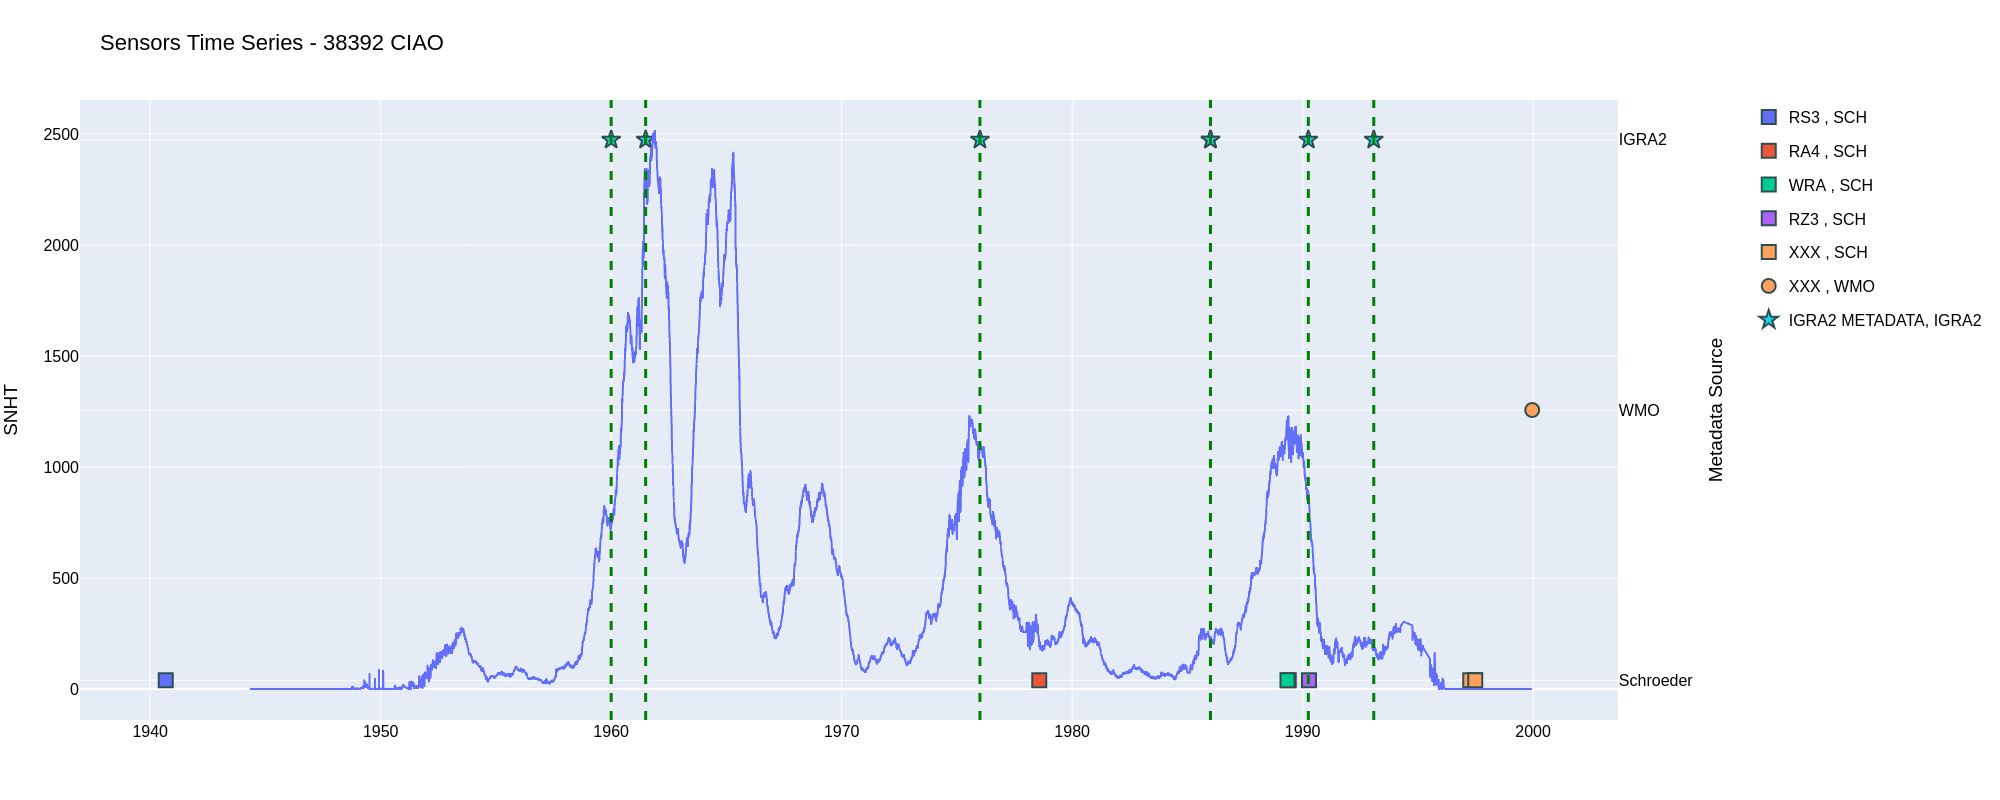 Sensors Time Series - 38392 CIAO
2500
2000
1500
1000
500
0
SNHT
1940
1950
1960
1970
1980
1990
2000
IGRA2
WMO
Schroeder
Metadata Source
RS3 , SCH
RA4 , SCH
WRA , SCH
RZ3 , SCH
XXX , SCH
XXX , WMO
IGRA2 METADATA, IGRA2